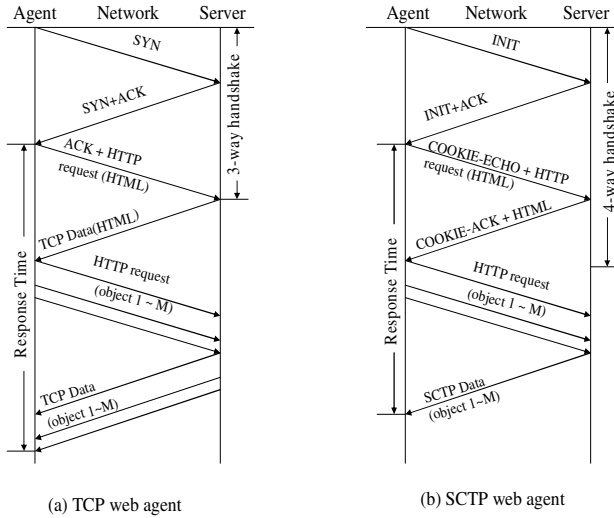 Agent Network Server
SYN
SYN+ACK
ACK + HTTP
request (HTML)
TCP Data(HTML)
HTTP request
(object 1 ~ M)
TCP Data
(object 1~M)
3-way handshake
Response Time
(a) TCP web agent
Agent Network Server
INIT
INIT+ACK
COOKIE-ECHO + HTTP
request (HTML)
COOKIE-ACK + HTML
HTTP request
(object 1 ~ M)
SCTP Data
(object 1~M)
4-way handshake
Response Time
(b) SCTP web agent